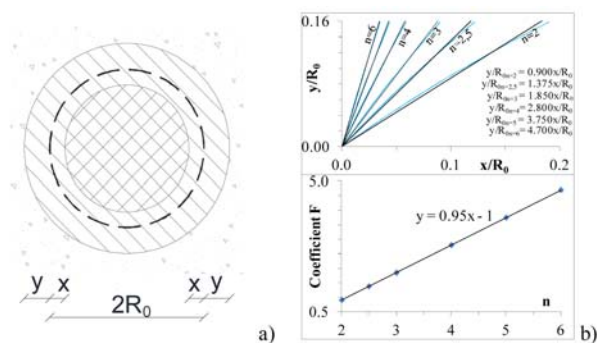 y x x y
2R₀
a)
0.16
y/R₀
0.00
n=6
n=4
n=3
n=2,5
n=2
y/R₀ₙ₌₂ = 0.900x/R₀
y/R₀ₙ₌₂,₅ = 1.375x/R₀
y/R₀ₙ₌₃ = 1.850x/R₀
y/R₀ₙ₌₄ = 2.800x/R₀
y/R₀ₙ₌₅ = 3.750x/R₀
y/R₀ₙ₌₆ = 4.700x/R₀
0.0 0.1 0.2
x/R₀
5.0
Coefficient F
0.5
y = 0.95x - 1
n
2 3 4 5 6
b)